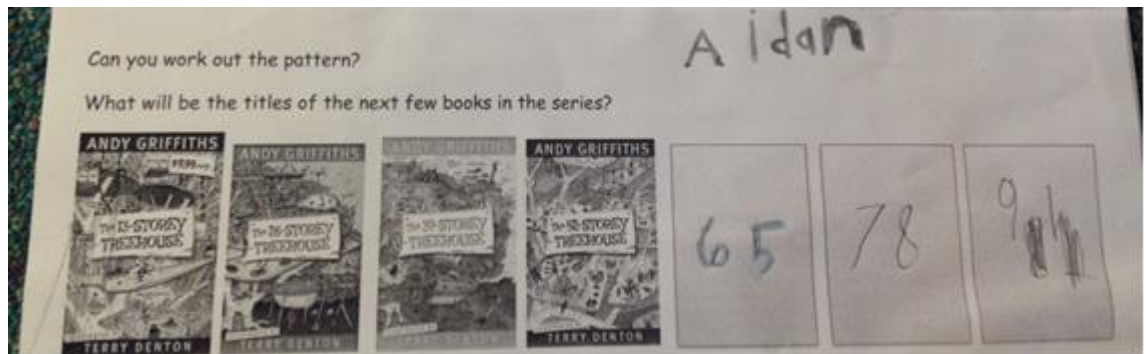 Aidan
Can you work out the pattern?
What will be the titles of the next few books in the series?
ANDY GRIFFITHS
The 13-STOREY
TREEHOUSE
TERRY DENTON
ANDY GRIFFITHS
The 26-STOREY
TREEHOUSE
TERRY DENTON
ANDY GRIFFITHS
The 39-STOREY
TREEHOUSE
TERRY DENTON
ANDY GRIFFITHS
The 52-STOREY
TREEHOUSE
TERRY DENTON
65
78
9